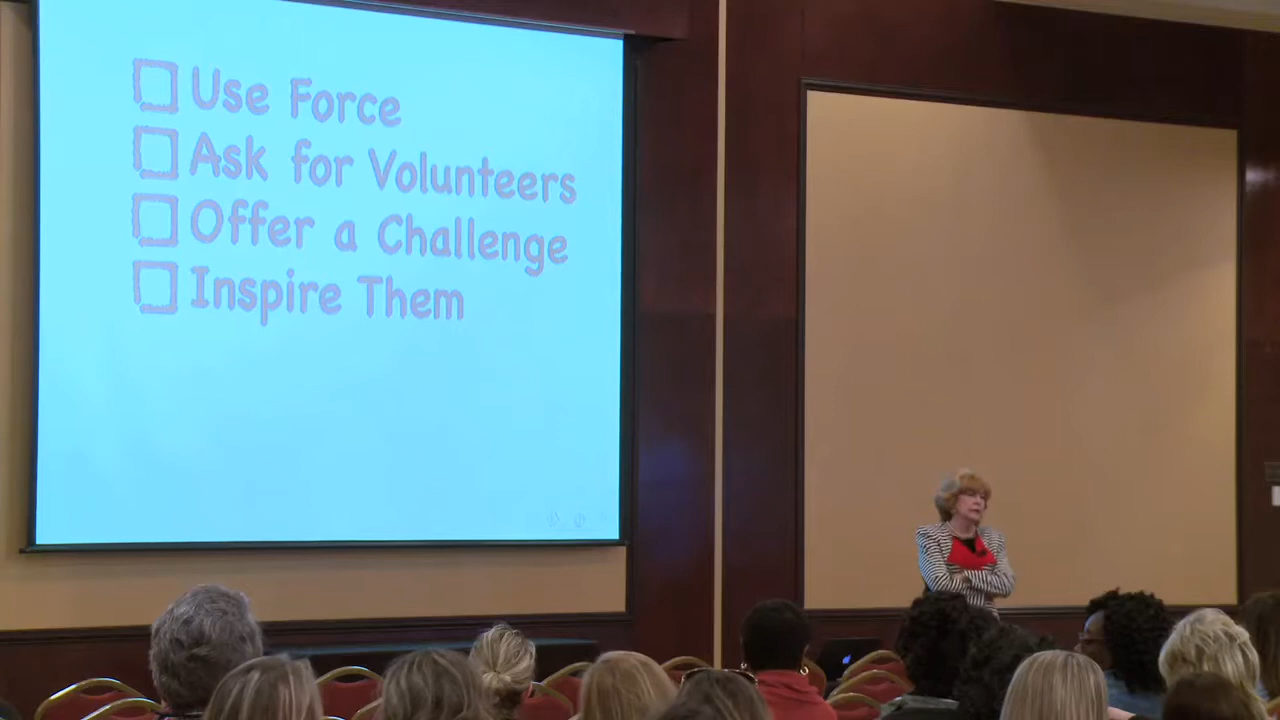 Use Force
Ask for Volunteers
Offer a Challenge
Inspire Them